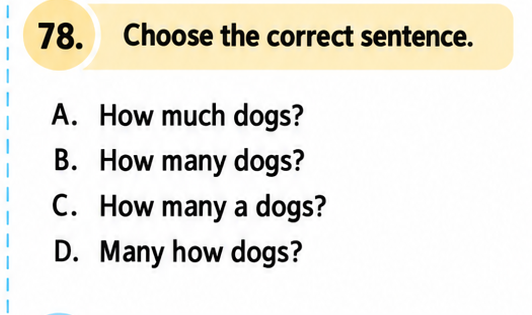 78. Choose the correct sentence.
A. How much dogs?
B. How many dogs?
C. How many a dogs?
D. Many how dogs?